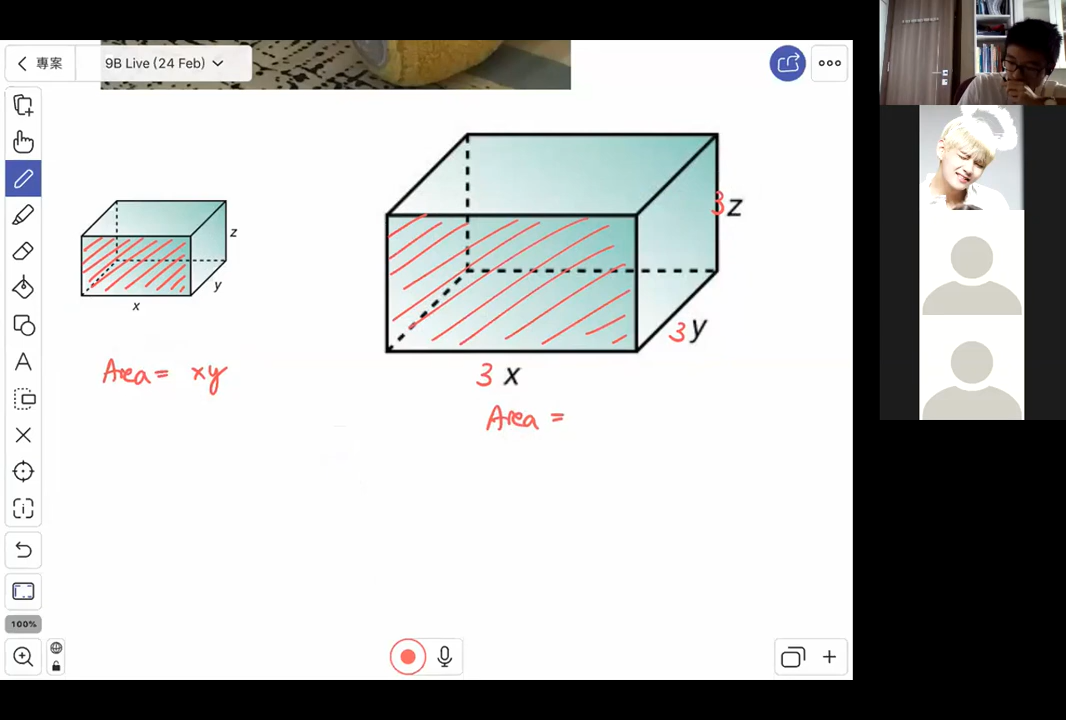 專案
9B Live (24 Feb)
A
z
y
x
Area = xy
3z
3y
3 x
Area =
100%